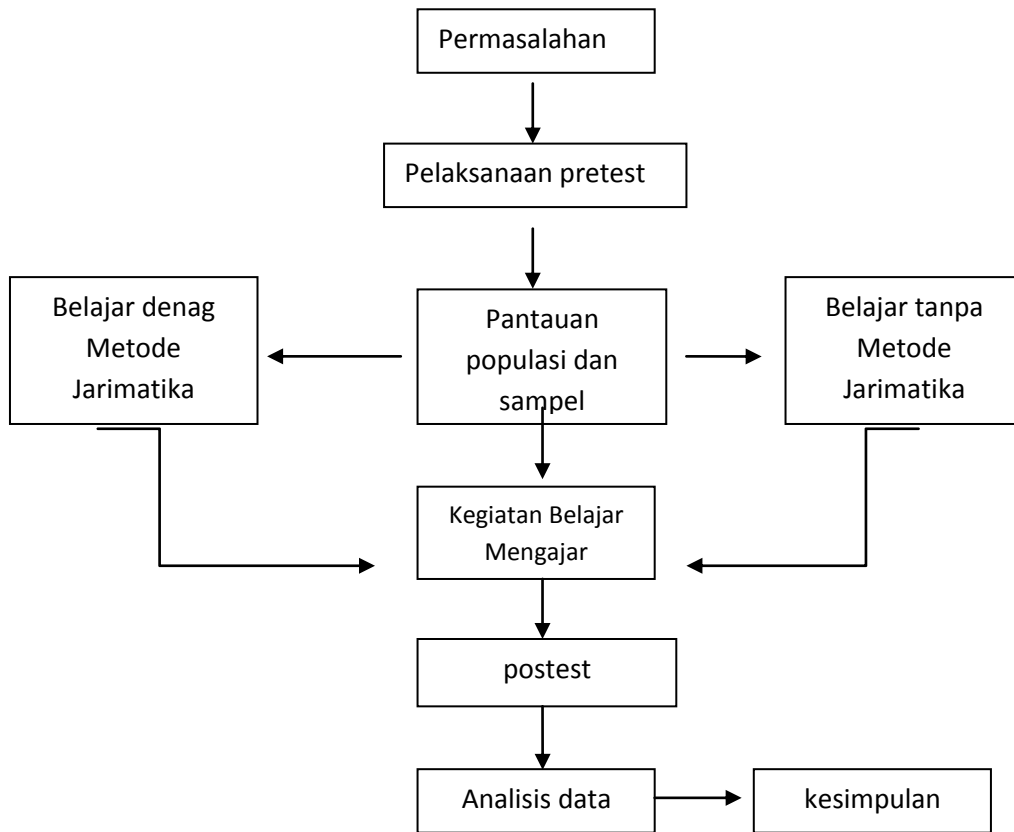 Permasalahan
Pelaksanaan pretest
Belajar denag
Metode
Jarimatika
Pantauan
populasi dan
sampel
Belajar tanpa
Metode
Jarimatika
Kegiatan Belajar
Mengajar
postest
Analisis data
kesimpulan